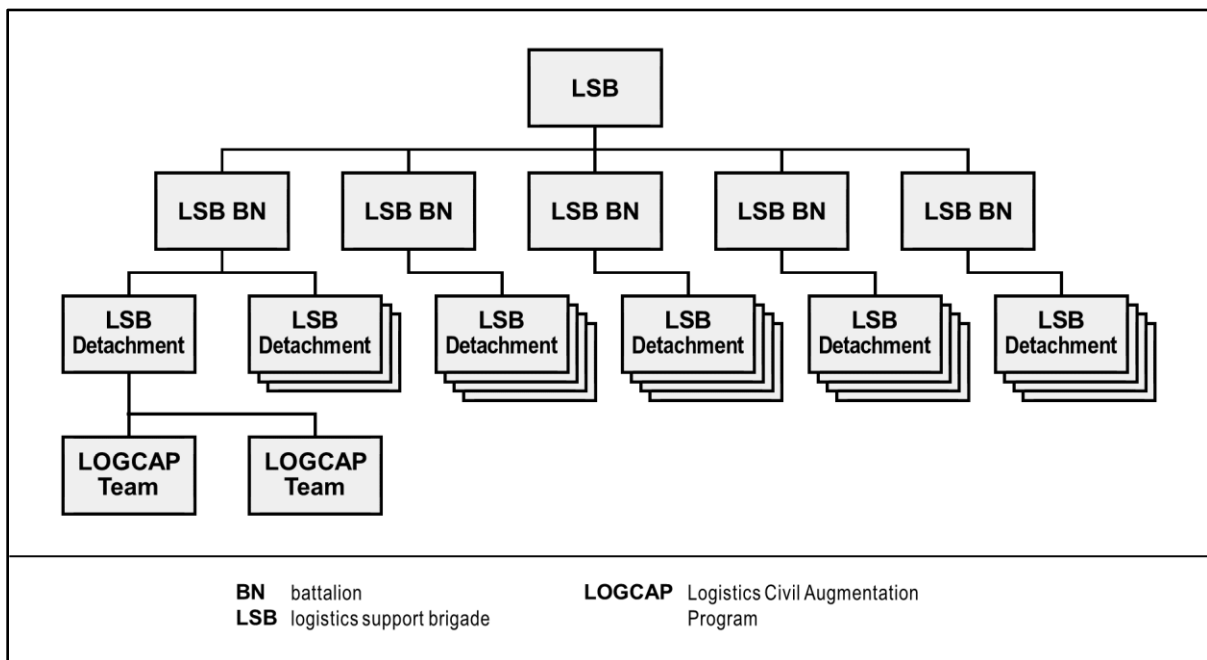 LSB
LSB BN
LSB BN
LSB BN
LSB BN
LSB BN
LSB
Detachment
LSB
Detachment
LSB
Detachment
LSB
Detachment
LSB
Detachment
LSB
Detachment
LOGCAP
Team
LOGCAP
Team
BN battalion
LSB logistics support brigade
LOGCAP Logistics Civil Augmentation
Program